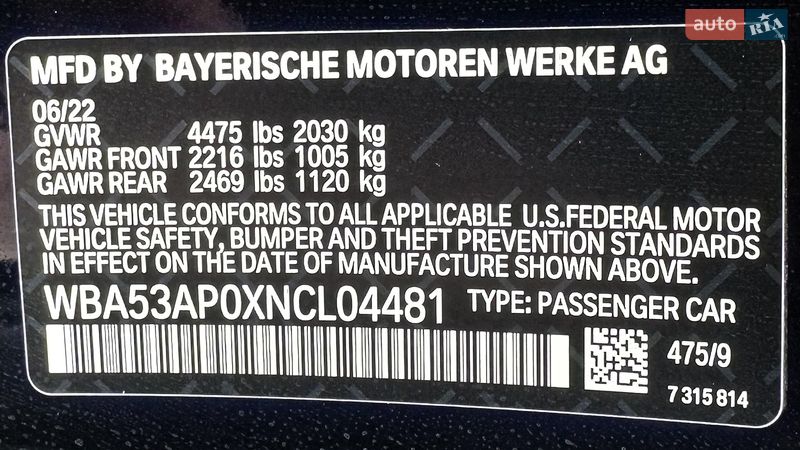 auto RIA
MFD BY BAYERISCHE MOTOREN WERKE AG
06/22
GVWR 4475 lbs 2030 kg
GAWR FRONT 2216 lbs 1005 kg
GAWR REAR 2469 lbs 1120 kg
THIS VEHICLE CONFORMS TO ALL APPLICABLE U.S.FEDERAL MOTOR
VEHICLE SAFETY, BUMPER AND THEFT PREVENTION STANDARDS
IN EFFECT ON THE DATE OF MANUFACTURE SHOWN ABOVE.
WBA53AP0XNCL04481 TYPE: PASSENGER CAR
475/9
7 315 814